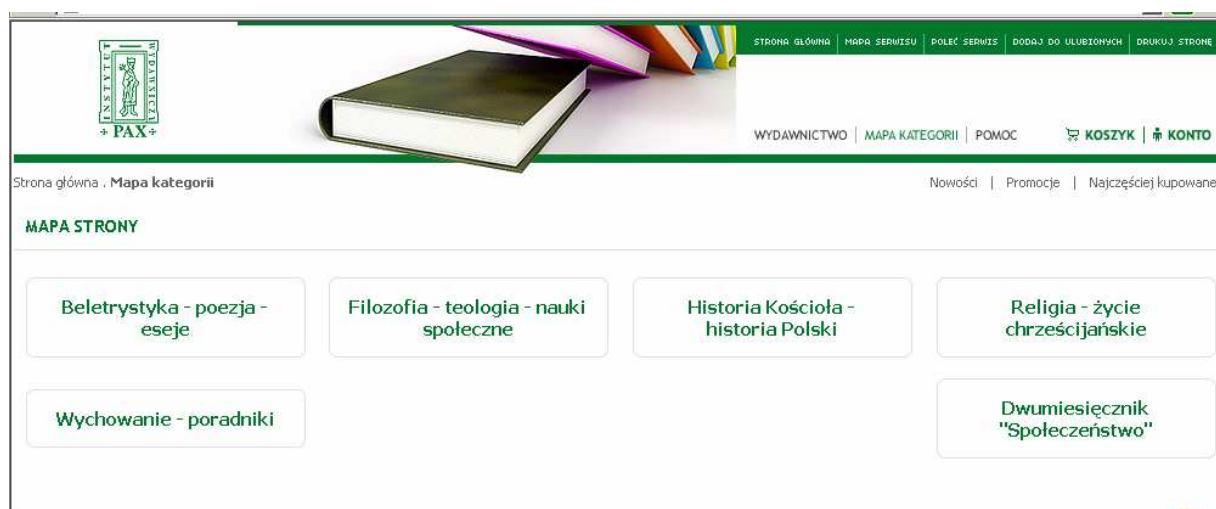 INSTYTUT WYDAWNICZY
+ PAX +
STRONA GŁÓWNA | MAPA SERWISU | POLEĆ SERWIS | DODAJ DO ULUBIONYCH | DRUKUJ STRONĘ
WYDAWNICTWO | MAPA KATEGORII | POMOC KOSZYK | KONTO
Strona główna . Mapa kategorii Nowości | Promocje | Najczęściej kupowane
MAPA STRONY
Beletrystyka - poezja -
eseje
Filozofia - teologia - nauki
społeczne
Historia Kościoła -
historia Polski
Religia - życie
chrześcijańskie
Wychowanie - poradniki
Dwumiesięcznik
"Społeczeństwo"